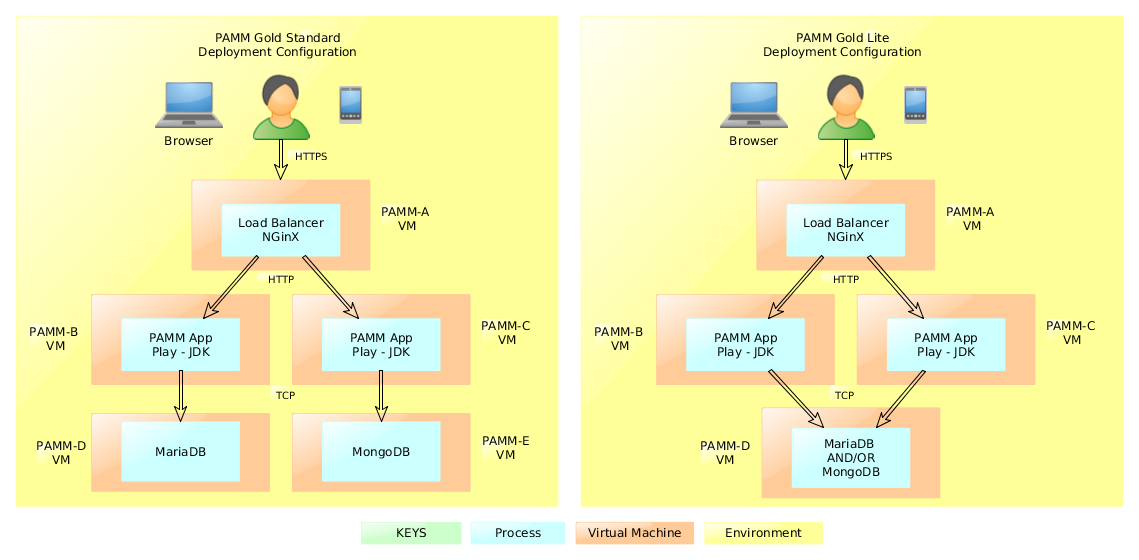 PAMM Gold Standard
Deployment Configuration
Browser
HTTPS
Load Balancer
NGinX
PAMM-A
VM
HTTP
PAMM-B
VM
PAMM App
Play - JDK
PAMM App
Play - JDK
PAMM-C
VM
TCP
PAMM-D
VM
MariaDB
MongoDB
PAMM-E
VM
PAMM Gold Lite
Deployment Configuration
Browser
HTTPS
Load Balancer
NGinX
PAMM-A
VM
HTTP
PAMM-B
VM
PAMM App
Play - JDK
PAMM App
Play - JDK
PAMM-C
VM
TCP
PAMM-D
VM
MariaDB
AND/OR
MongoDB
KEYS
Process
Virtual Machine
Environment